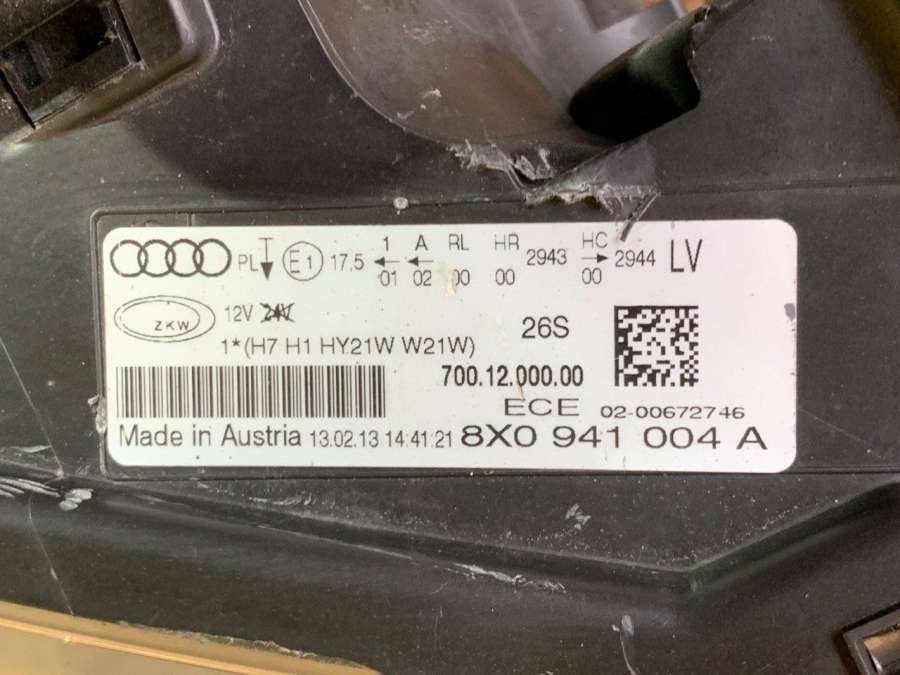 PL E1 17,5 1 A RL HR 2943 HC 2944 LV
01 02 00 00 00
ZKW 12V 24V 26S
1*(H7 H1 HY21W W21W)
700.12.000.00
ECE 02-00672746
Made in Austria 13.02.13 14:41:21 8X0 941 004 A